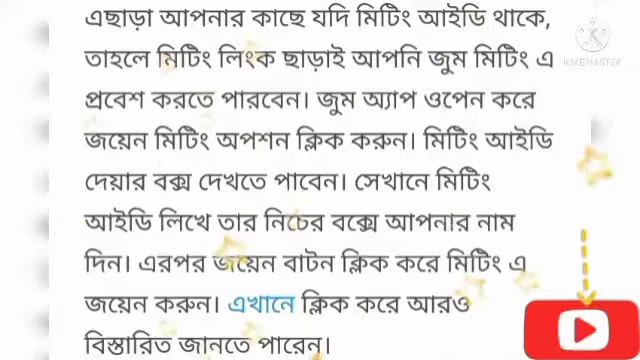 এছাড়া আপনার কাছে যদি মিটিং আইডি থাকে,
তাহলে মিটিং লিংক ছাড়াই আপনি জুম মিটিং এ
প্রবেশ করতে পারবেন। জুম অ্যাপ ওপেন করে
জয়েন মিটিং অপশন ক্লিক করুন। মিটিং আইডি
দেয়ার বক্স দেখতে পাবেন। সেখানে মিটিং
আইডি লিখে তার নিচের বক্সে আপনার নাম
দিন। এরপর জয়েন বাটন ক্লিক করে মিটিং এ
জয়েন করুন। এখানে ক্লিক করে আরও
বিস্তারিত জানতে পারেন।
KINEMASTER